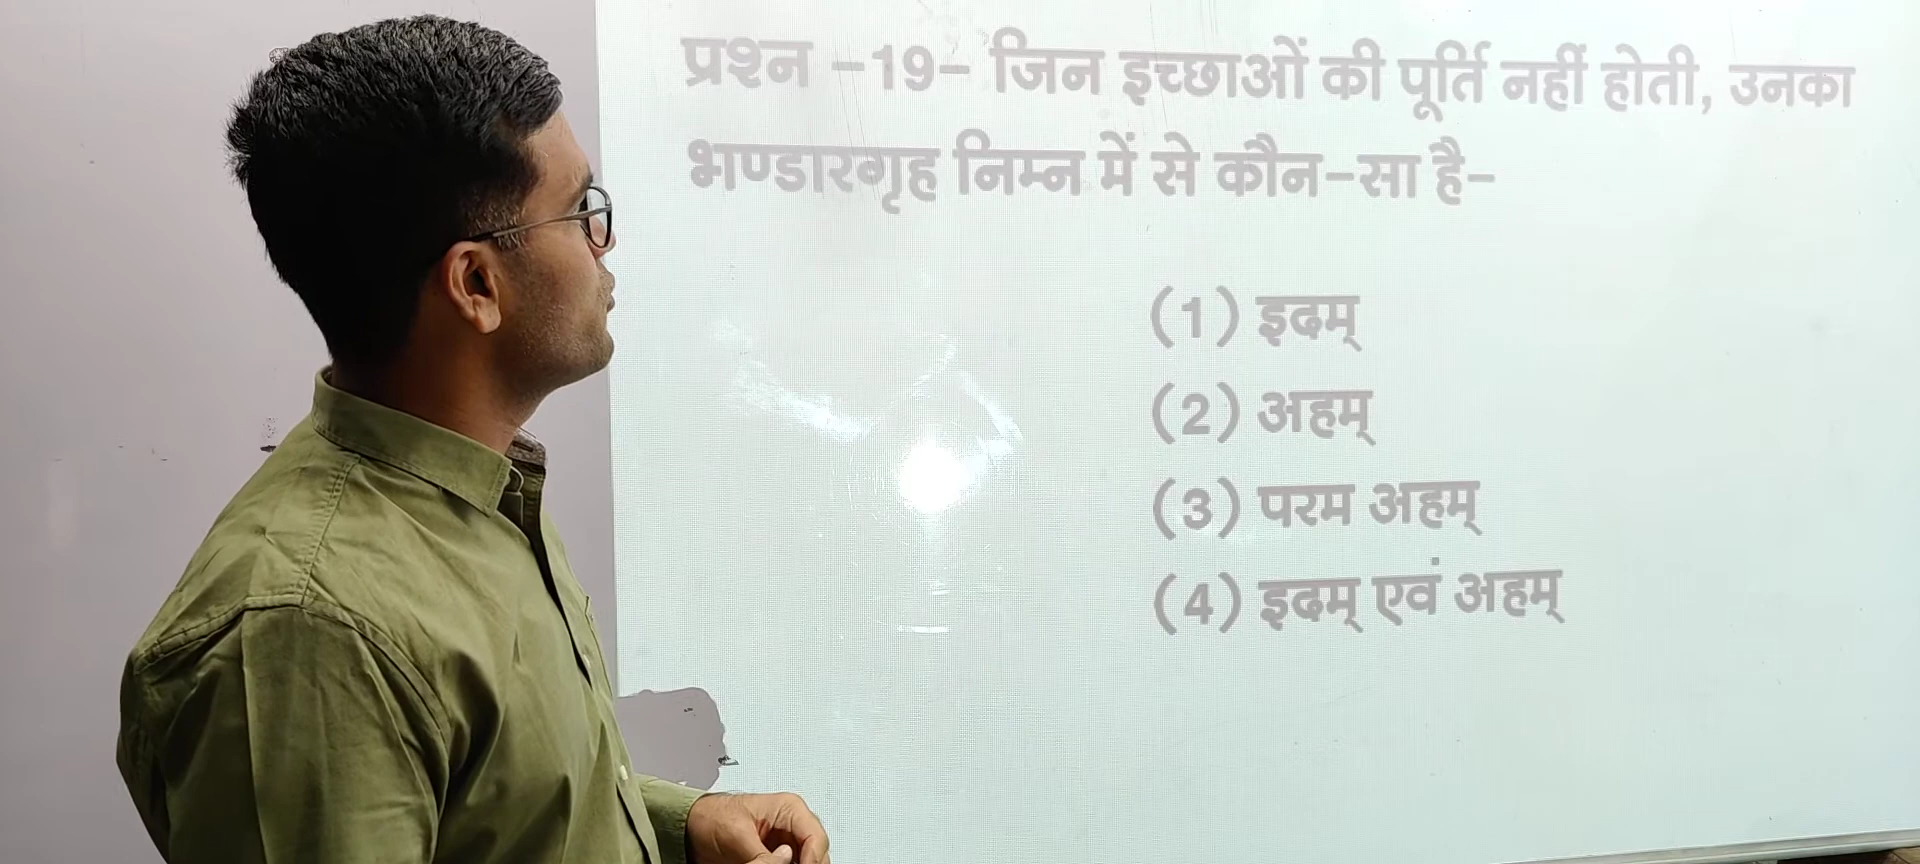 प्रश्न -19- जिन इच्छाओं की पूर्ति नहीं होती, उनका
भण्डारगृह निम्न में से कौन-सा है-
(1) इदम्
(2) अहम्
(3) परम अहम्
(4) इदम् एवं अहम्